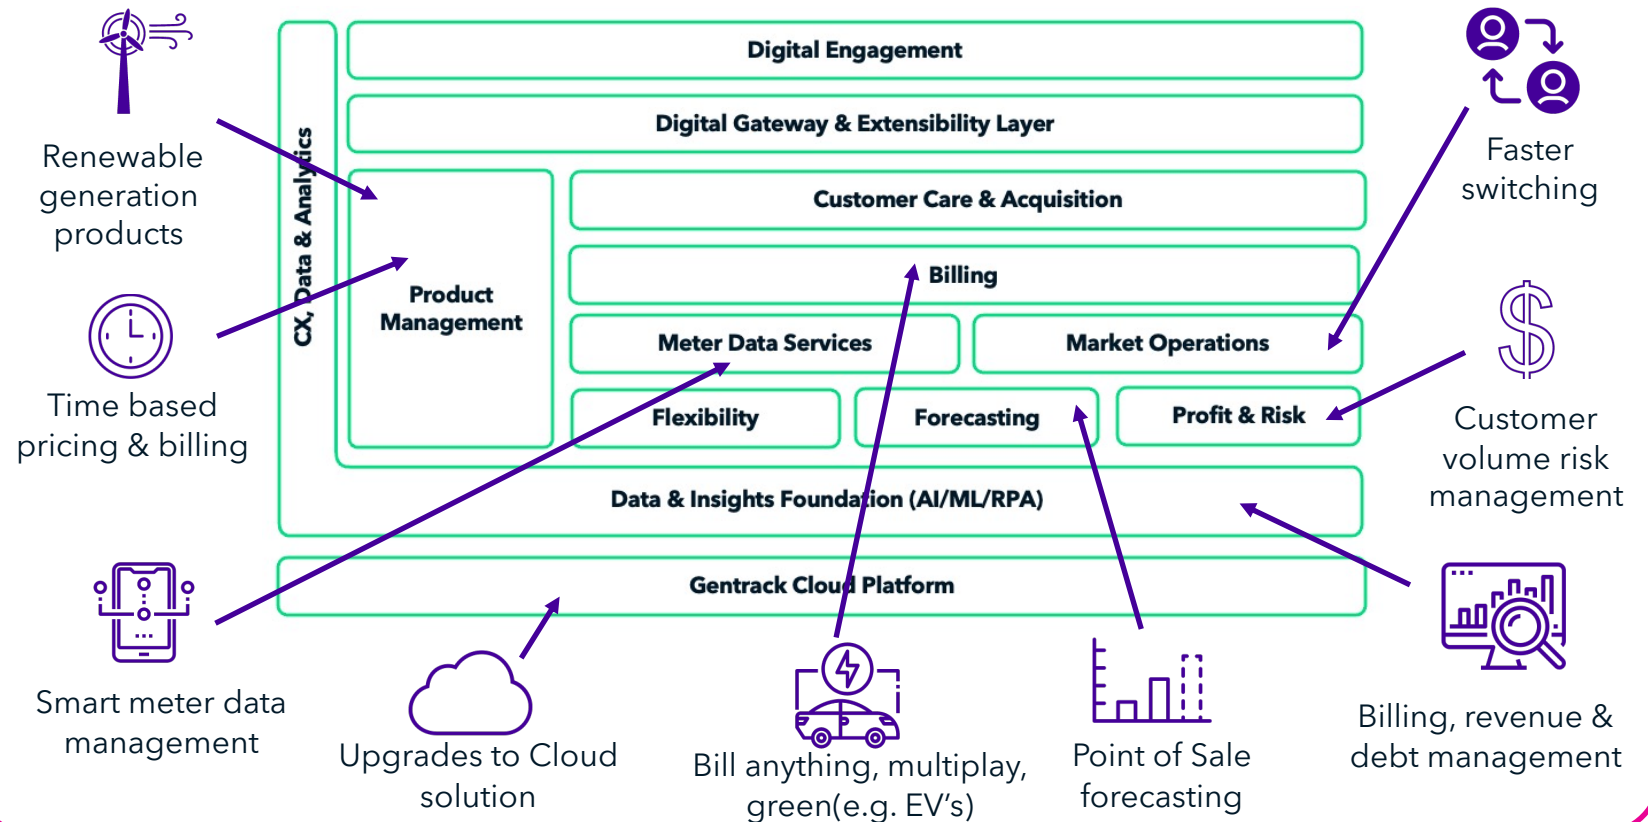 Digital Engagement
Digital Gateway & Extensibility Layer
CX, Data & Analytics
Product
Management
Customer Care & Acquisition
Billing
Meter Data Services
Market Operations
Flexibility
Forecasting
Profit & Risk
Data & Insights Foundation (AI/ML/RPA)
Gentrack Cloud Platform
Renewable
generation
products
Time based
pricing & billing
Smart meter data
management
Upgrades to Cloud
solution
Bill anything, multiplay,
green(e.g. EV's)
Point of Sale
forecasting
Billing, revenue &
debt management
Customer
volume risk
management
Faster
switching